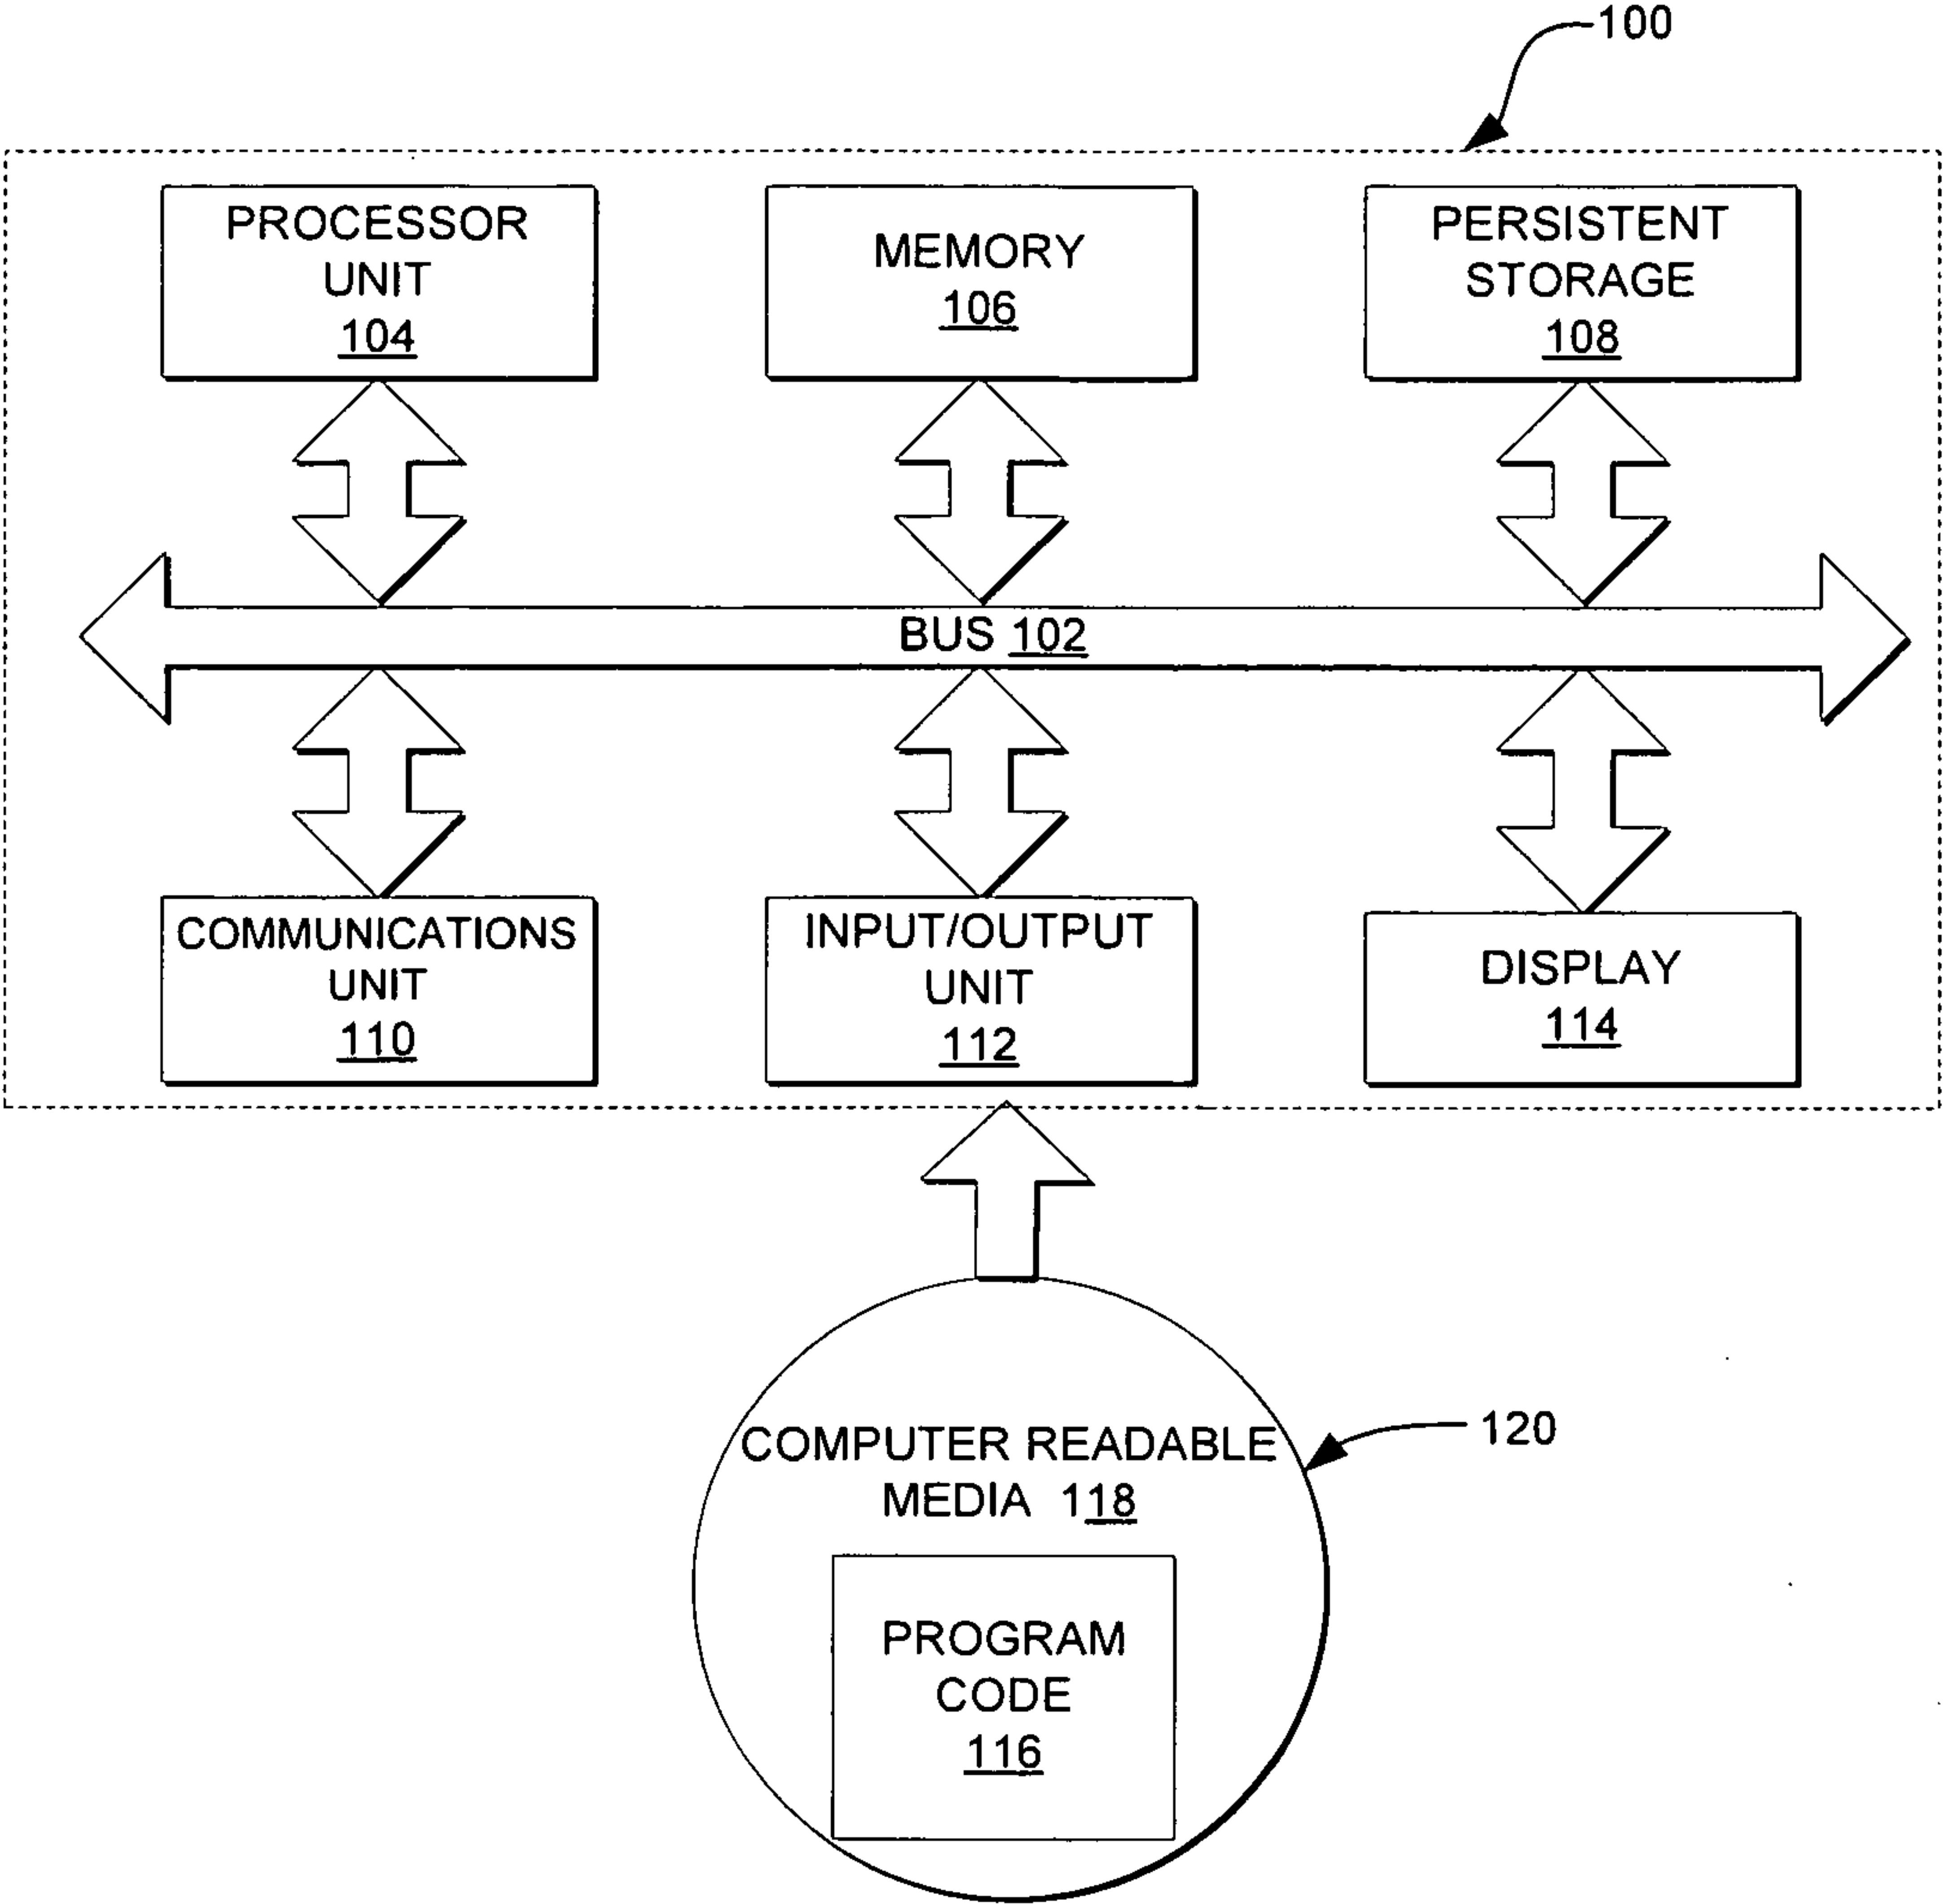 100
PROCESSOR
UNIT
104
MEMORY
106
PERSISTENT
STORAGE
108
BUS 102
COMMUNICATIONS
UNIT
110
INPUT/OUTPUT
UNIT
112
DISPLAY
114
COMPUTER READABLE
MEDIA 118
120
PROGRAM
CODE
116